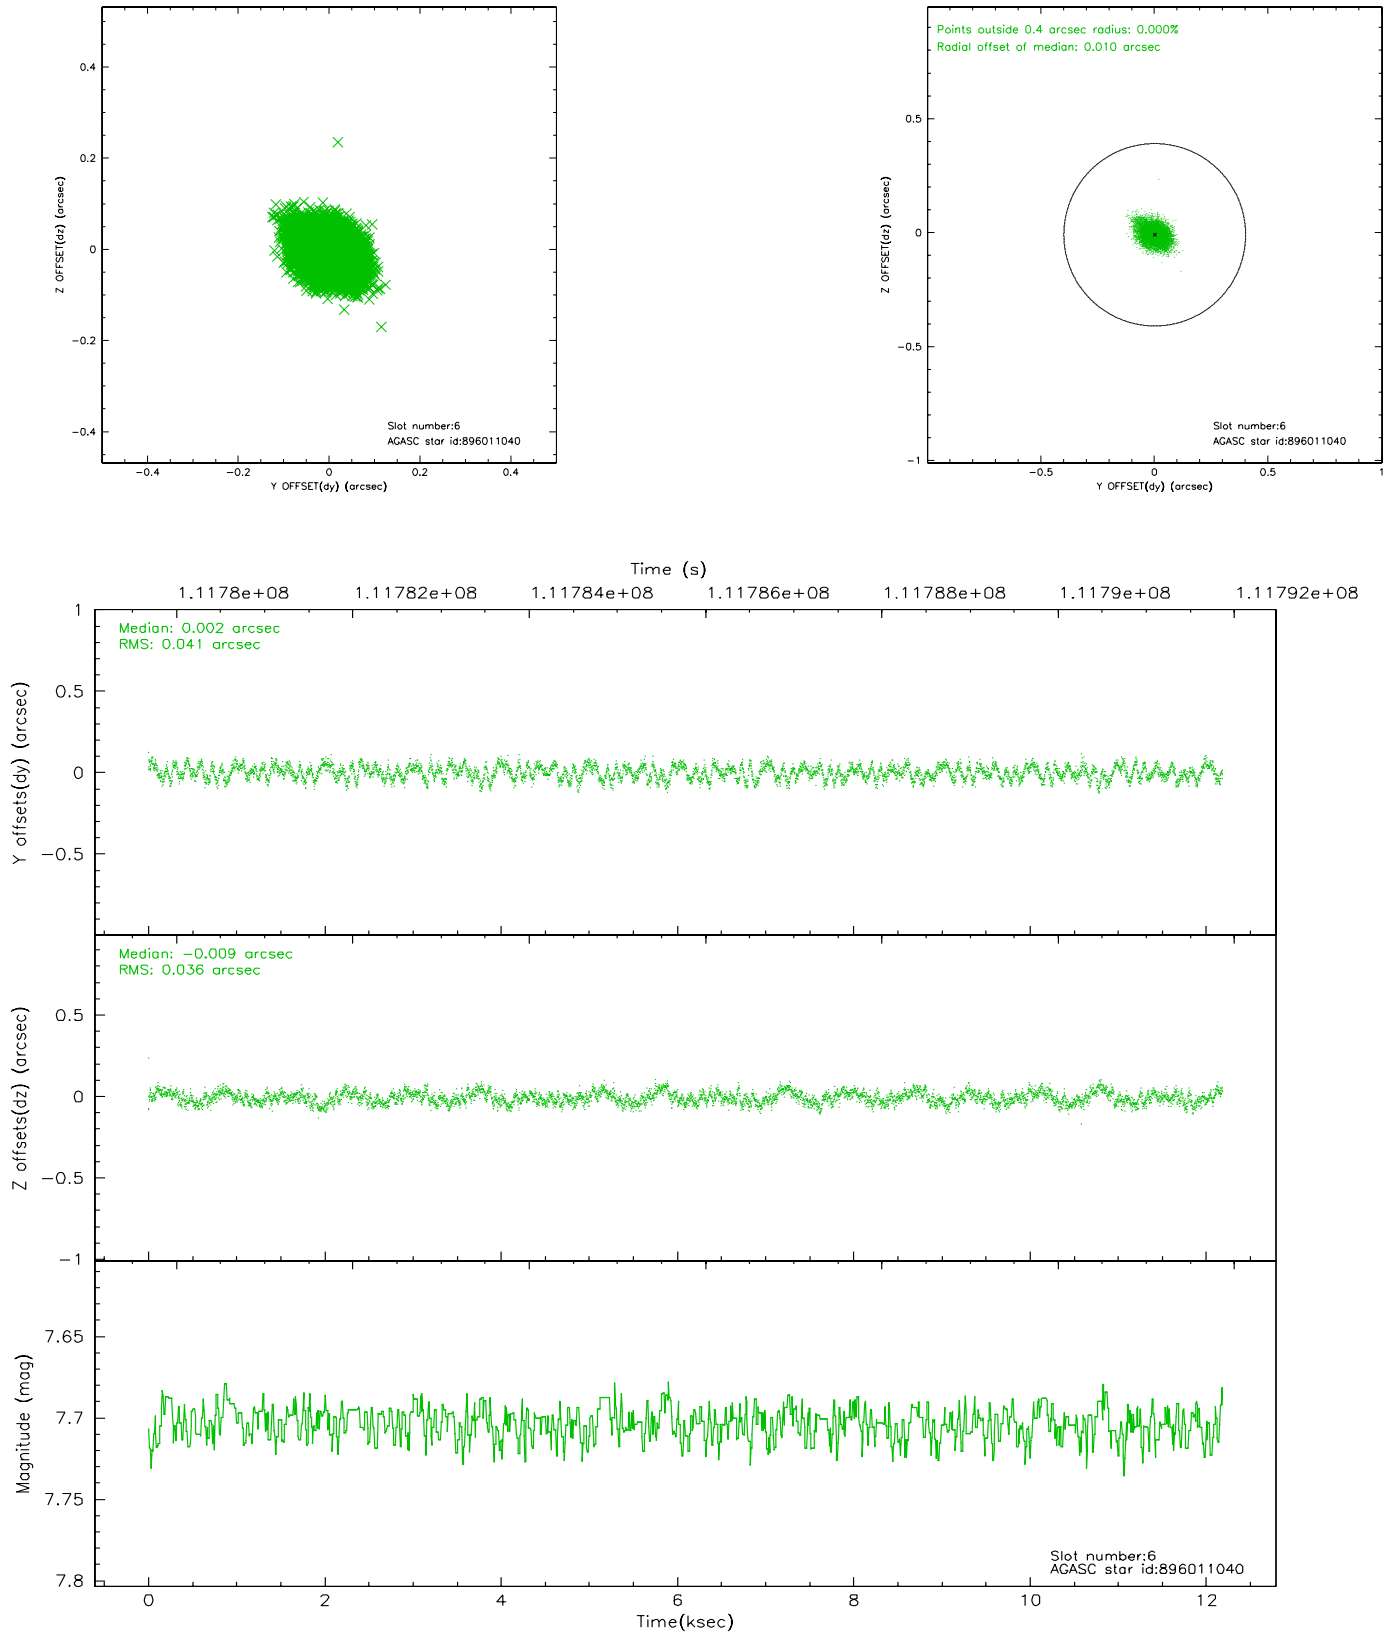 0.4
0.2
0
−0.2
−0.4
Z OFFSET(dz) (arcsec)
Slot number:6
AGASC star id:896011040
−0.4 −0.2 0 0.2 0.4
Y OFFSET(dy) (arcsec)
Points outside 0.4 arcsec radius: 0.000%
Radial offset of median: 0.010 arcsec
0.5
0
−0.5
−1
Z OFFSET(dz) (arcsec)
Slot number:6
AGASC star id:896011040
−0.5 0 0.5 1
Y OFFSET(dy) (arcsec)
Time (s)
1.1178e+08 1.11782e+08 1.11784e+08 1.11786e+08 1.11788e+08 1.1179e+08 1.11792e+08
Median: 0.002 arcsec
RMS: 0.041 arcsec
1
0.5
0
−0.5
Y offsets(dy) (arcsec)
Median: −0.009 arcsec
RMS: 0.036 arcsec
0.5
0
−0.5
−1
Z offsets(dz) (arcsec)
7.65
7.7
7.75
7.8
Magnitude (mag)
Slot number:6
AGASC star id:896011040
0 2 4 6 8 10 12
Time(ksec)